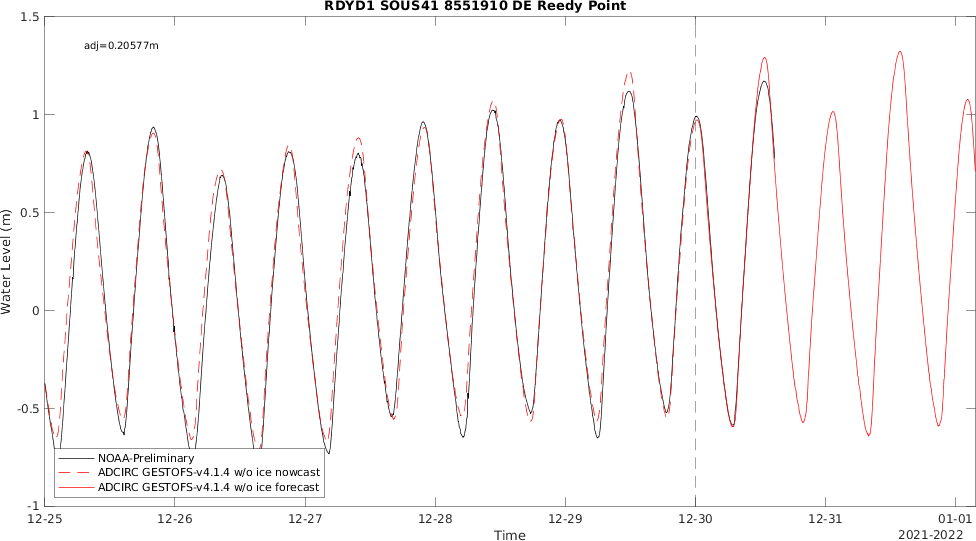 RDYD1 SOUS41 8551910 DE Reedy Point
1.5
adj=0.20577m
1
0.5
Water Level (m)
0
-0.5
NOAA-Preliminary
ADCIRC GESTOFS-v4.1.4 w/o ice nowcast
ADCIRC GESTOFS-v4.1.4 w/o ice forecast
-1
12-25 12-26 12-27 12-28 12-29 12-30 12-31 01-01
Time
2021-2022